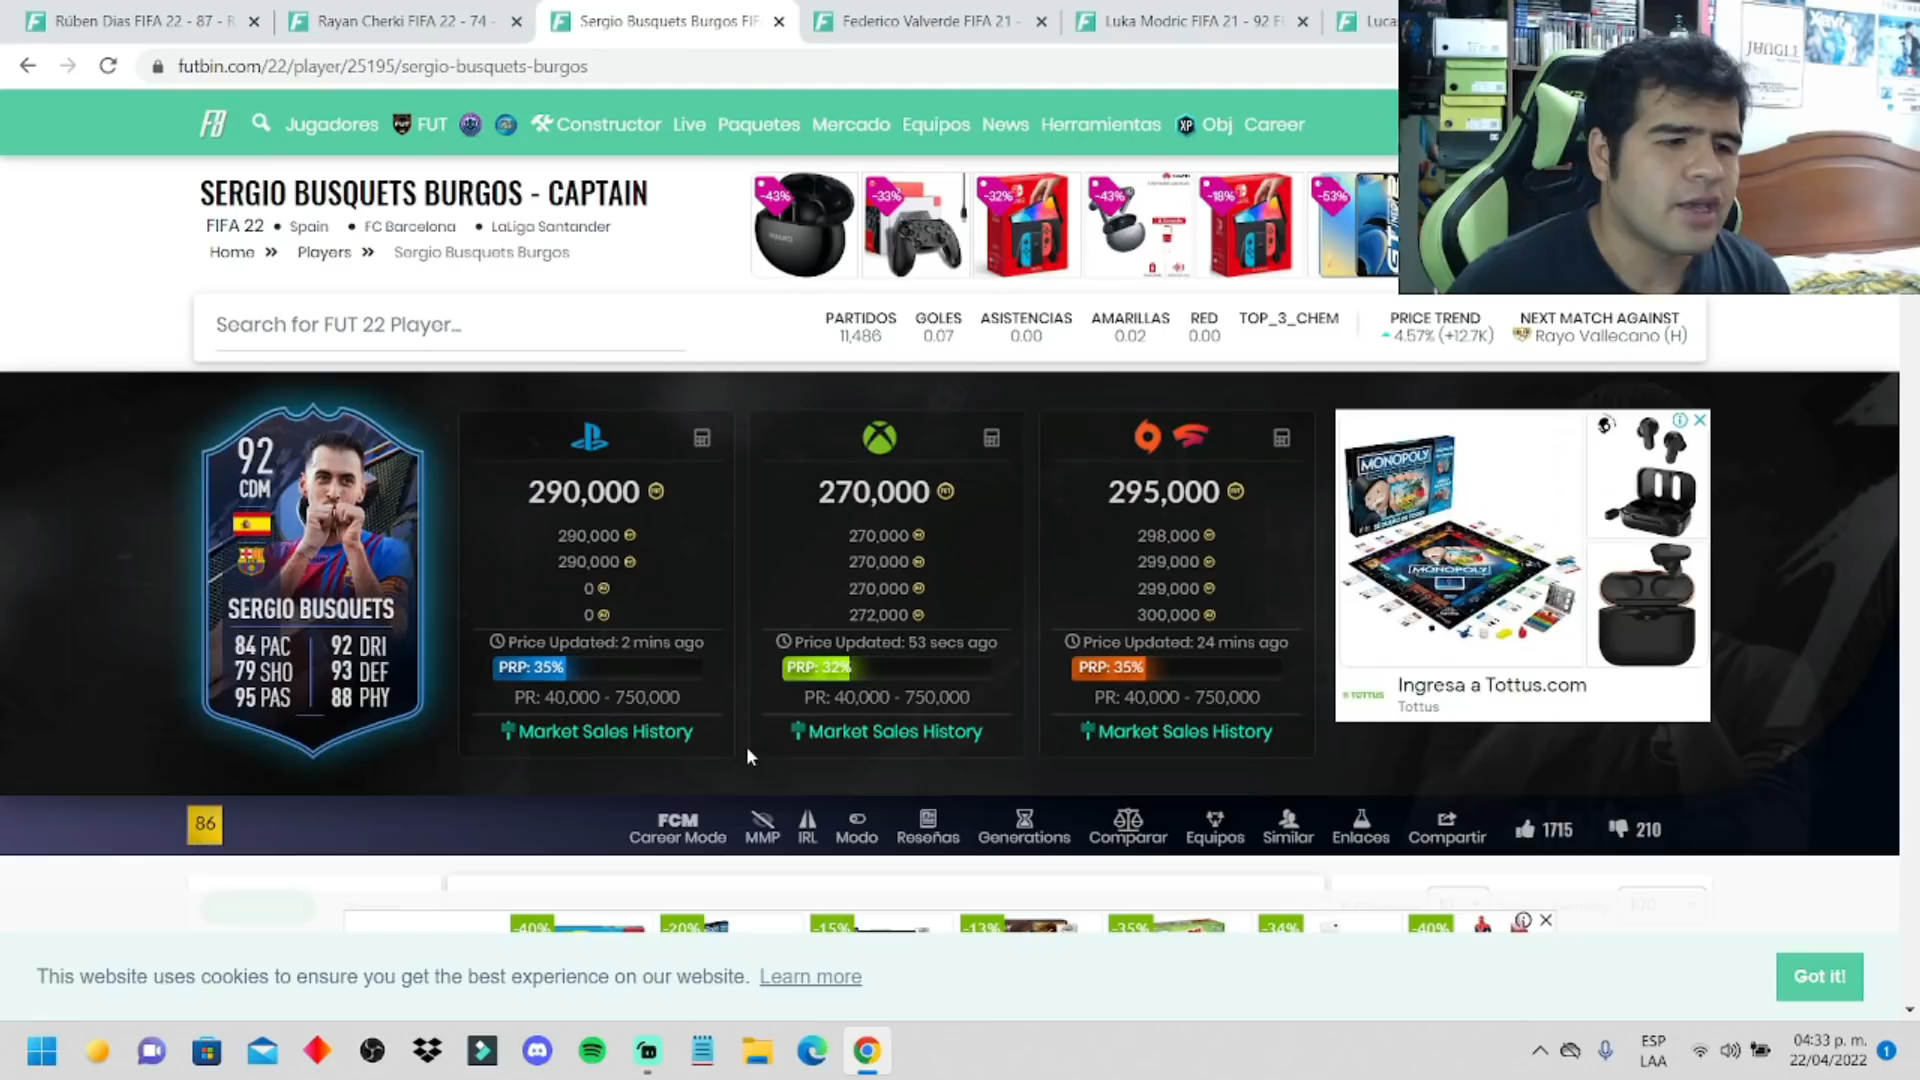 Rúben Dias FIFA 22 - 87 - R
Rayan Cherki FIFA 22 - 74 -
Sergio Busquets Burgos FIF
Federico Valverde FIFA 21 -
Luka Modric FIFA 21 - 92 FU
Lucas
futbin.com/22/player/25195/sergio-busquets-burgos
FB Jugadores FUT Constructor Live Paquetes Mercado Equipos News Herramientas XP Obj Career
JUNGLE
Xavi
SERGIO BUSQUETS BURGOS - CAPTAIN
FIFA 22 • Spain • FC Barcelona • LaLiga Santander
Home » Players » Sergio Busquets Burgos
-43% -33% -32% -43% -18% -53%
Search for FUT 22 Player...
PARTIDOS GOLES ASISTENCIAS AMARILLAS RED TOP_3_CHEM PRICE TREND NEXT MATCH AGAINST
11,486 0.07 0.00 0.02 0.00 4.57% (+12.7K) Rayo Vallecano (H)
92
CDM
SERGIO BUSQUETS
84 PAC 92 DRI
79 SHO 93 DEF
95 PAS 88 PHY
290,000
290,000
290,000
0
0
Price Updated: 2 mins ago
PRP: 35%
PR: 40,000 - 750,000
Market Sales History
270,000
270,000
270,000
270,000
272,000
Price Updated: 53 secs ago
PRP: 32%
PR: 40,000 - 750,000
Market Sales History
295,000
298,000
299,000
299,000
300,000
Price Updated: 24 mins ago
PRP: 35%
PR: 40,000 - 750,000
Market Sales History
MONOPOLY
MONOPOLY
TOTTUS
Ingresa a Tottus.com
Tottus
86
FCM
Career Mode MMP IRL Modo Reseñas Generations Comparar Equipos Similar Enlaces Compartir 1715 210
-40% -20% -15% -13% -35% -34% -40%
This website uses cookies to ensure you get the best experience on our website. Learn more
Got it!
ESP
LAA
04:33 p. m.
22/04/2022
1